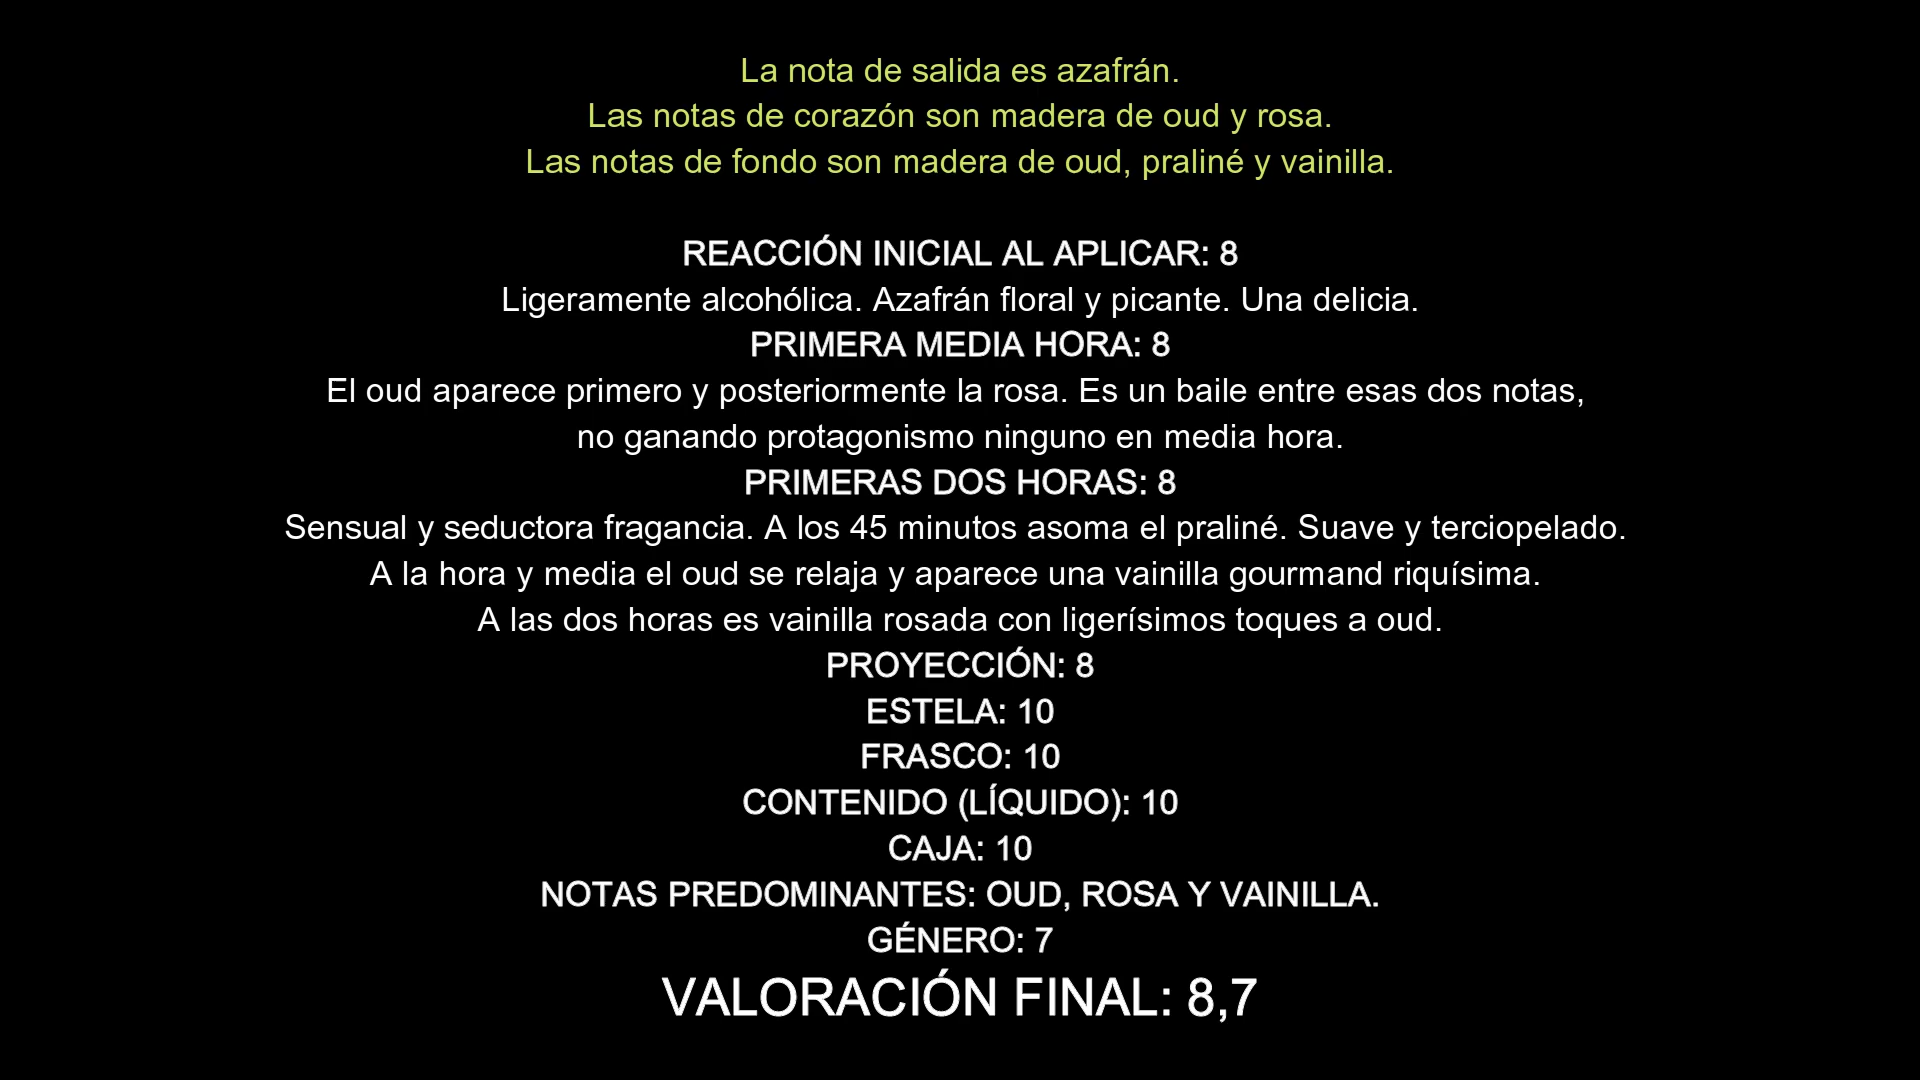 La nota de salida es azafrán.
Las notas de corazón son madera de oud y rosa.
Las notas de fondo son madera de oud, praliné y vainilla.
REACCIÓN INICIAL AL APLICAR: 8
Ligeramente alcohólica. Azafrán floral y picante. Una delicia.
PRIMERA MEDIA HORA: 8
El oud aparece primero y posteriormente la rosa. Es un baile entre esas dos notas,
no ganando protagonismo ninguno en media hora.
PRIMERAS DOS HORAS: 8
Sensual y seductora fragancia. A los 45 minutos asoma el praliné. Suave y terciopelado.
A la hora y media el oud se relaja y aparece una vainilla gourmand riquísima.
A las dos horas es vainilla rosada con ligerísimos toques a oud.
PROYECCIÓN: 8
ESTELA: 10
FRASCO: 10
CONTENIDO (LÍQUIDO): 10
CAJA: 10
NOTAS PREDOMINANTES: OUD, ROSA Y VAINILLA.
GÉNERO: 7
VALORACIÓN FINAL: 8,7